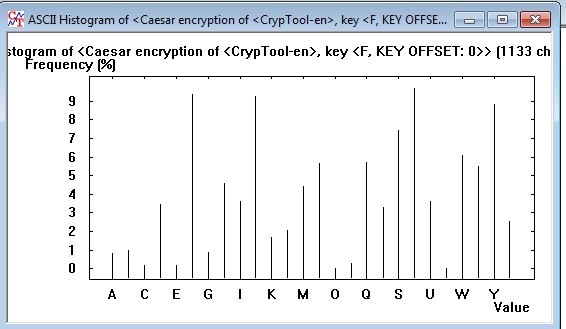 ASCII Histogram of <Caesar encryption of <CrypTool-en>, key <F, KEY OFFSE...
stogram of <Caesar encryption of <CrypTool-en>, key <F, KEY OFFSET: 0>> (1133 ch
Frequency (%)
9
8
7
6
5
4
3
2
1
0
A C E G I K M O Q S U W Y
Value